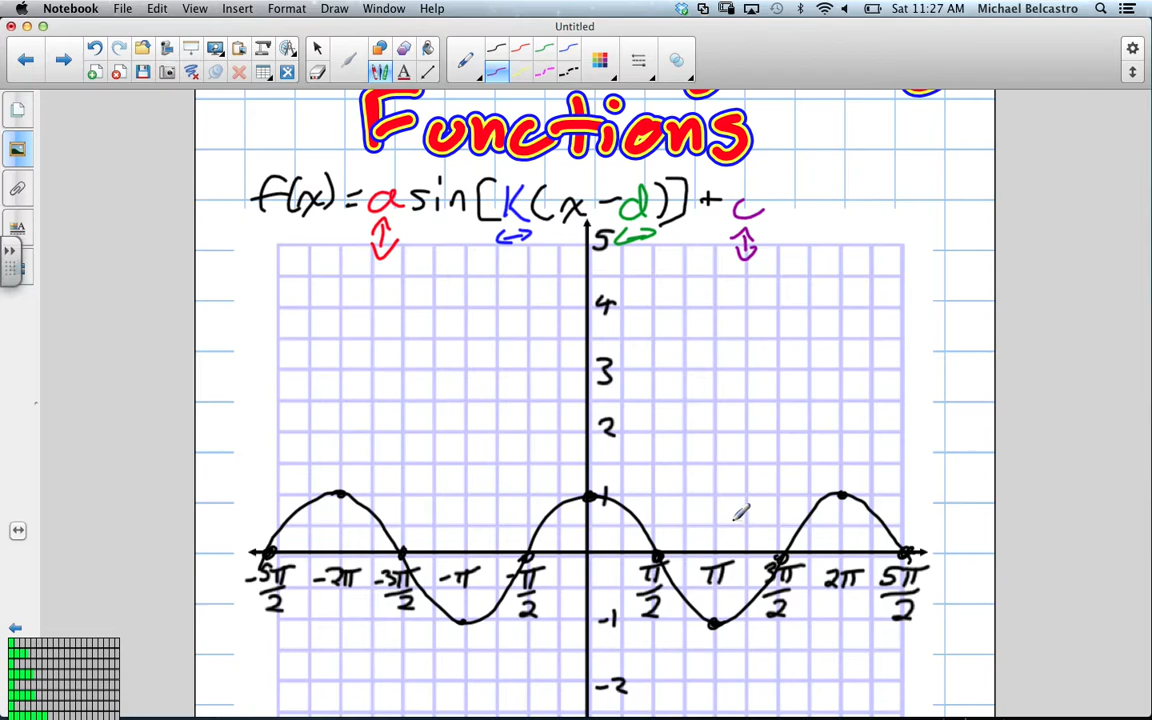 Notebook File Edit View Insert Format Draw Window Help Sat 11:27 AM Michael Belcastro
Untitled
Functions
f(x) = a sin[K(x - d)] + c
5
4
3
2
1
-5π/2 -2π -3π/2 -π -π/2 π/2 π 3π/2 2π 5π/2
-1
-2